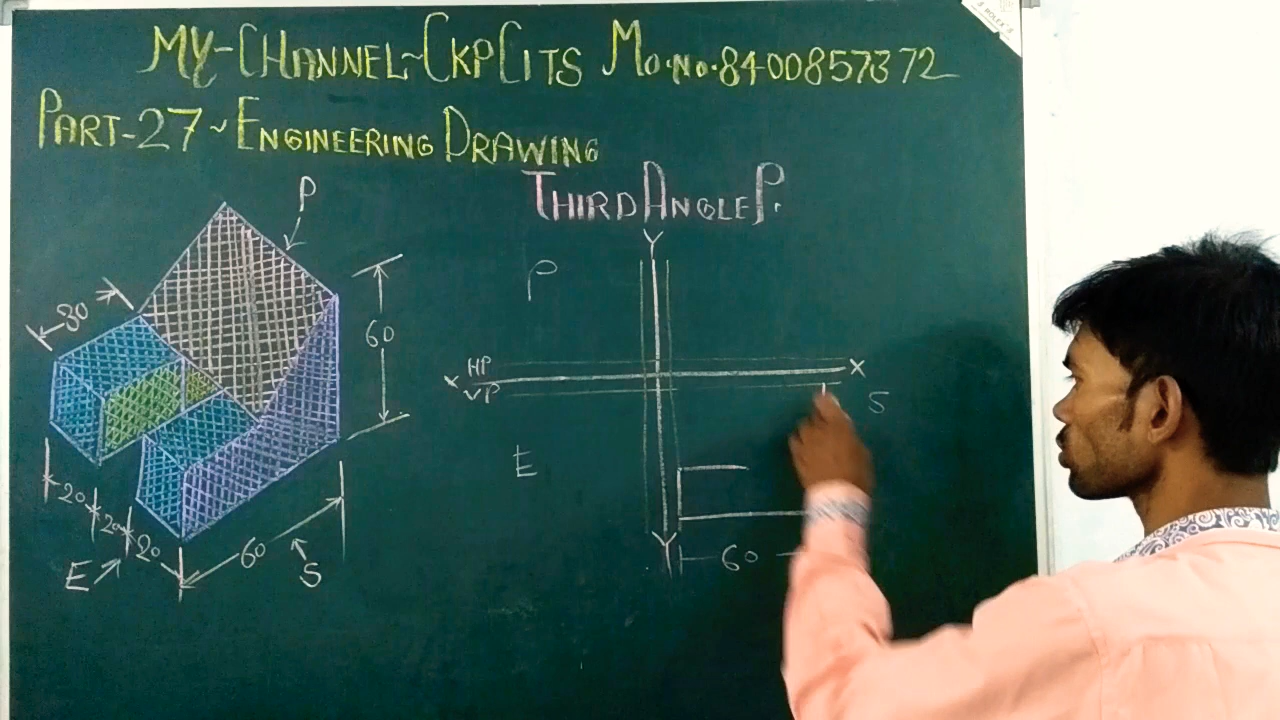 MY-CHANNEL~CKPCITS Mo.No.8400857372
PART-27~ENGINEERING DRAWING
THIRD ANGLE P.
P
30
60
20
20
20
60
E
S
Y
P
X HP X
VP
S
E
Y
60